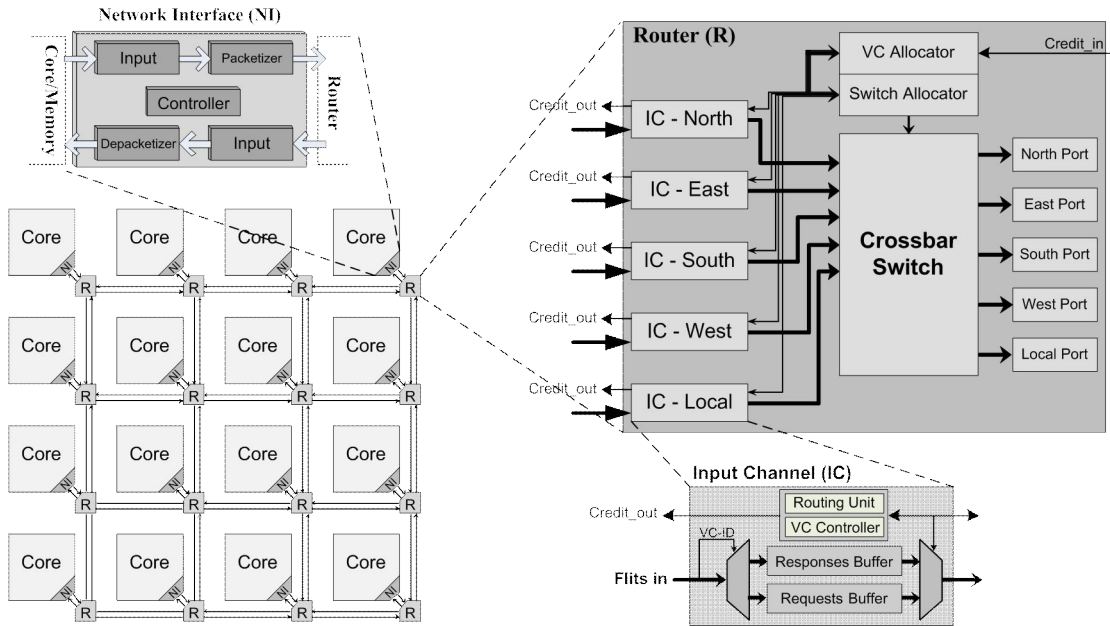 Network Interface (NI)
Core/Memory
Input
Packetizer
Controller
Depacketizer
Input
Router
Core
Core
Core
Core
NI
NI
NI
NI
R
R
R
R
Core
Core
Core
Core
NI
NI
NI
NI
R
R
R
R
Core
Core
Core
Core
NI
NI
NI
NI
R
R
R
R
Core
Core
Core
Core
NI
NI
NI
NI
R
R
R
R
Router (R)
VC Allocator
Credit_in
Switch Allocator
Credit_out
IC - North
Credit_out
IC - East
Credit_out
IC - South
Credit_out
IC - West
Credit_out
IC - Local
Crossbar
Switch
North Port
East Port
South Port
West Port
Local Port
Input Channel (IC)
Routing Unit
VC Controller
Credit_out
VC-ID
Flits in
Responses Buffer
Requests Buffer